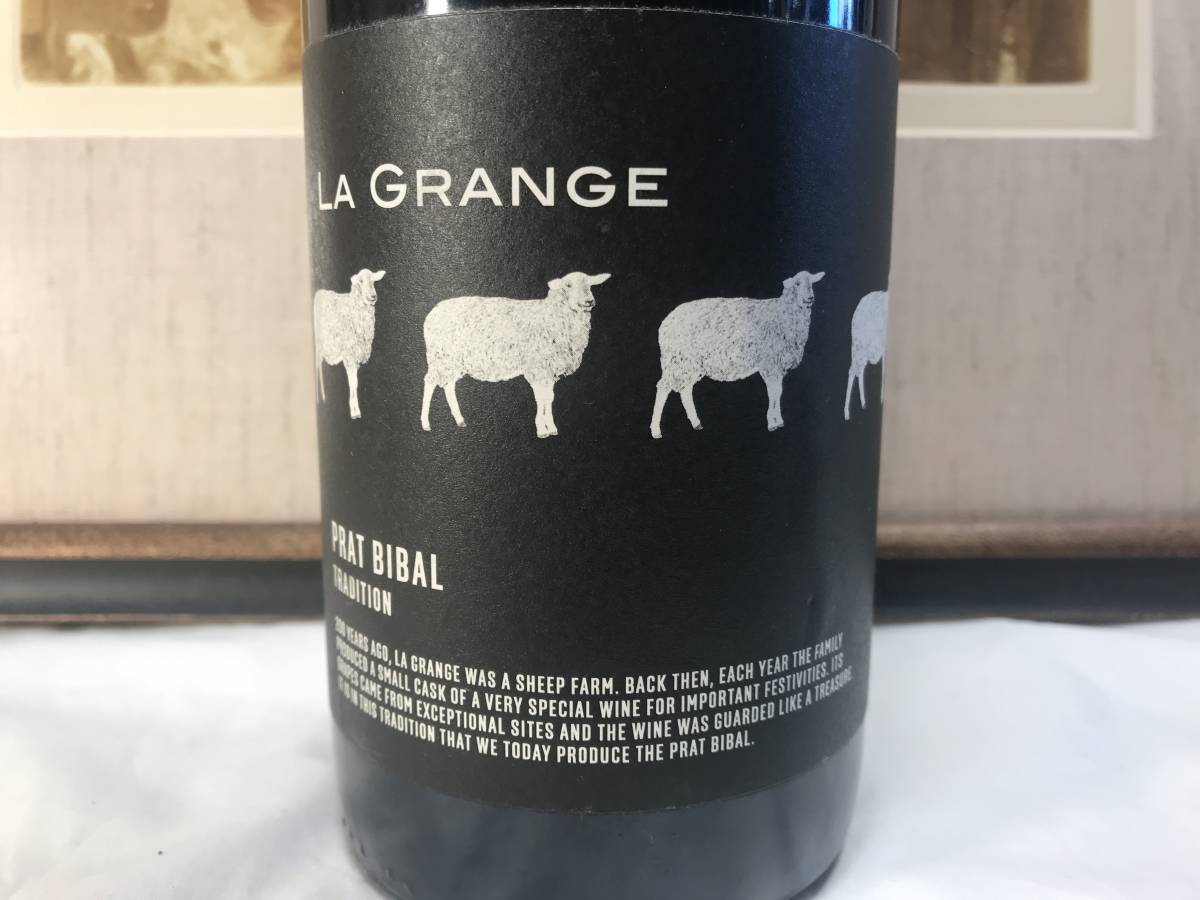 LA GRANGE
PRAT BIBAL
TRADITION
200 YEARS AGO, LA GRANGE WAS A SHEEP FARM. BACK THEN, EACH YEAR THE FAMILY
PRODUCED A SMALL CASK OF A VERY SPECIAL WINE FOR IMPORTANT FESTIVITIES. ITS
GRAPES CAME FROM EXCEPTIONAL SITES AND THE WINE WAS GUARDED LIKE A TREASURE.
IT IS IN THIS TRADITION THAT WE TODAY PRODUCE THE PRAT BIBAL.